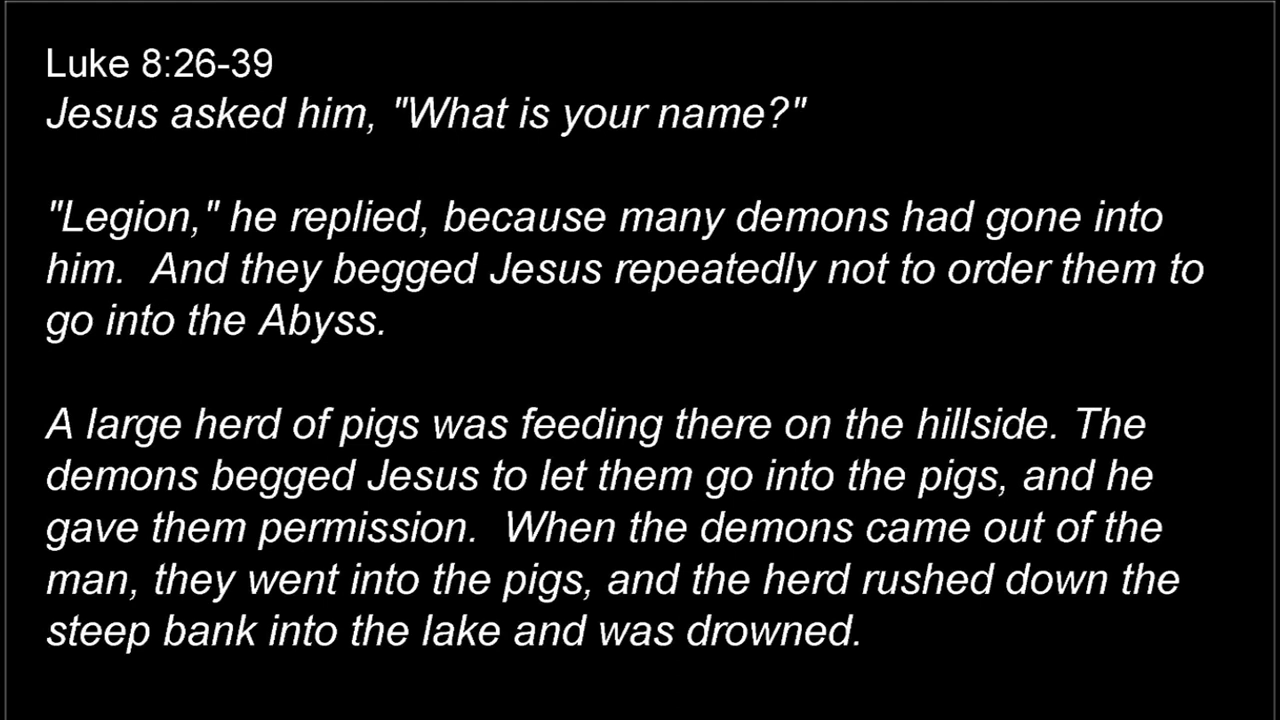 Luke 8:26-39
Jesus asked him, "What is your name?"
"Legion," he replied, because many demons had gone into
him.  And they begged Jesus repeatedly not to order them to
go into the Abyss.
A large herd of pigs was feeding there on the hillside. The
demons begged Jesus to let them go into the pigs, and he
gave them permission.  When the demons came out of the
man, they went into the pigs, and the herd rushed down the
steep bank into the lake and was drowned.